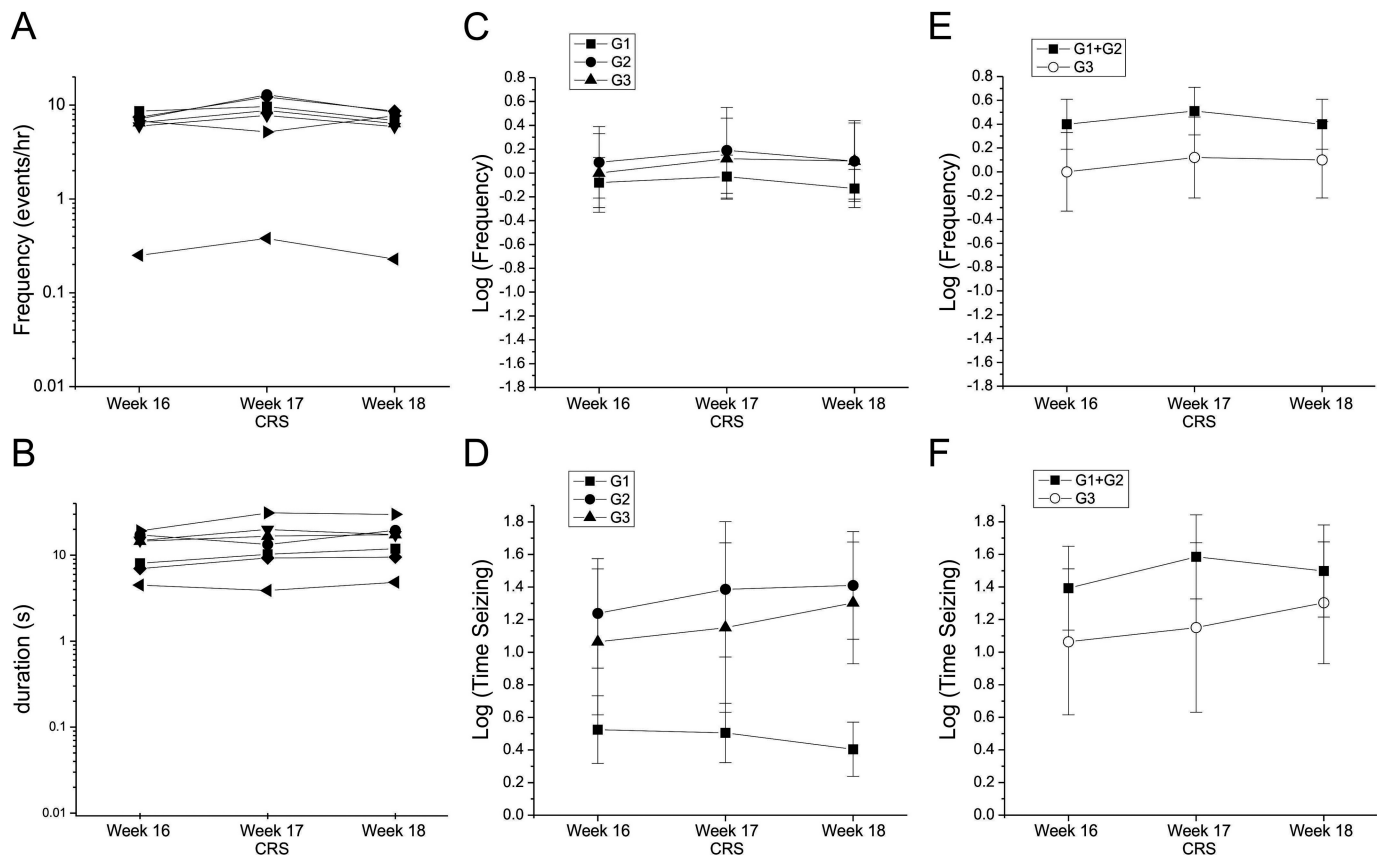 A
Frequency (events/hr)
10
1
0.1
0.01
Week 16
Week 17
Week 18
CRS
C
G1
G2
G3
Log (Frequency)
0.8
0.6
0.4
0.2
0.0
-0.2
-0.4
-0.6
-0.8
-1.0
-1.2
-1.4
-1.6
-1.8
Week 16
Week 17
Week 18
CRS
E
G1+G2
G3
Log (Frequency)
0.8
0.6
0.4
0.2
0.0
-0.2
-0.4
-0.6
-0.8
-1.0
-1.2
-1.4
-1.6
-1.8
Week 16
Week 17
Week 18
CRS
B
duration (s)
10
1
0.1
0.01
Week 16
Week 17
Week 18
CRS
D
G1
G2
G3
Log (Time Seizing)
1.8
1.6
1.4
1.2
1.0
0.8
0.6
0.4
0.2
0.0
Week 16
Week 17
Week 18
CRS
F
G1+G2
G3
Log (Time Seizing)
1.8
1.6
1.4
1.2
1.0
0.8
0.6
0.4
0.2
0.0
Week 16
Week 17
Week 18
CRS